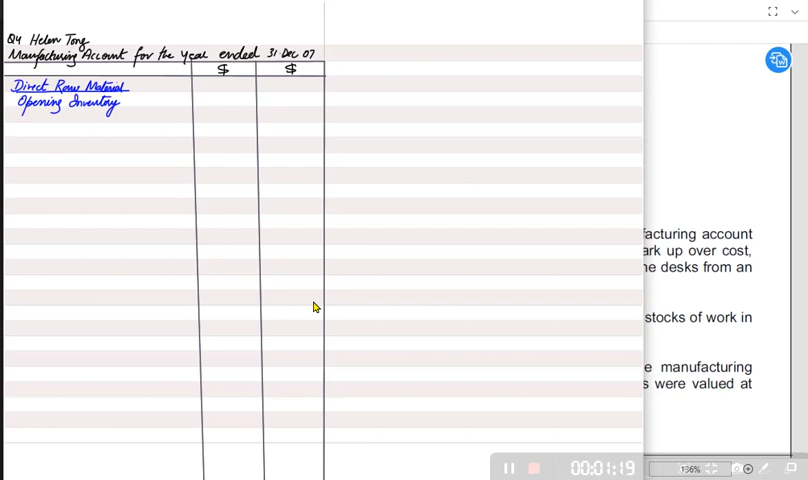 Q4 Helen Tong
Manufacturing Account for the year ended 31 Dec 07
$ $
Direct Raw Material
Opening Inventory
facturing account
ark up over cost,
he desks from an
stocks of work in
e manufacturing
s were valued at
00:01:19
186%